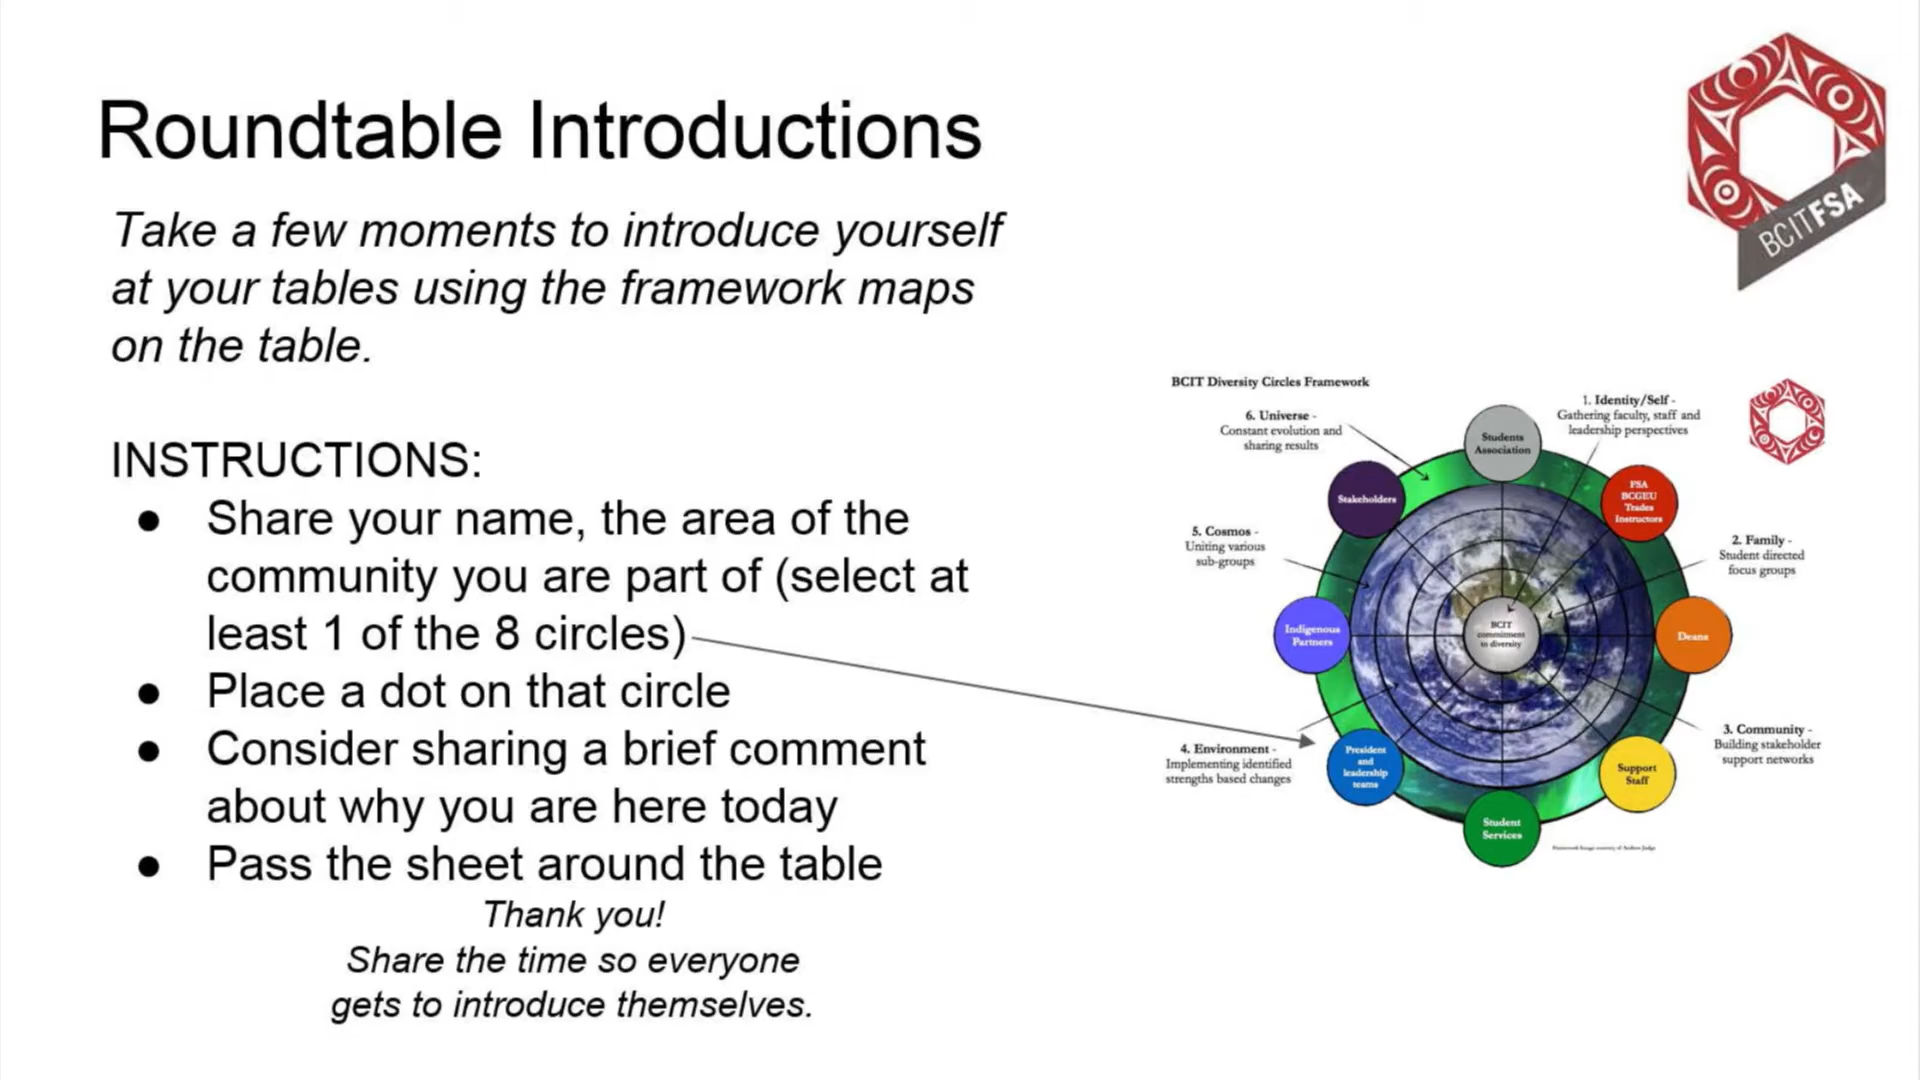 Roundtable Introductions
Take a few moments to introduce yourself
at your tables using the framework maps
on the table.
INSTRUCTIONS:
● Share your name, the area of the
community you are part of (select at
least 1 of the 8 circles)
● Place a dot on that circle
● Consider sharing a brief comment
about why you are here today
● Pass the sheet around the table
Thank you!
Share the time so everyone
gets to introduce themselves.
BCITFSA
BCIT Diversity Circles Framework
1. Identity/Self -
Gathering faculty, staff and
leadership perspectives
2. Family -
Student directed
focus groups
3. Community -
Building stakeholder
support networks
4. Environment -
Implementing identified
strengths based changes
5. Cosmos -
Uniting various
sub-groups
6. Universe -
Constant evolution and
sharing results
Students
Association
FSA
BCGEU
Trades
Instructors
Deans
Support
Staff
Student
Services
President
and
leadership
teams
Indigenous
Partners
Stakeholders
BCIT
commitment
to diversity
Framework Image courtesy of Andrew Judge